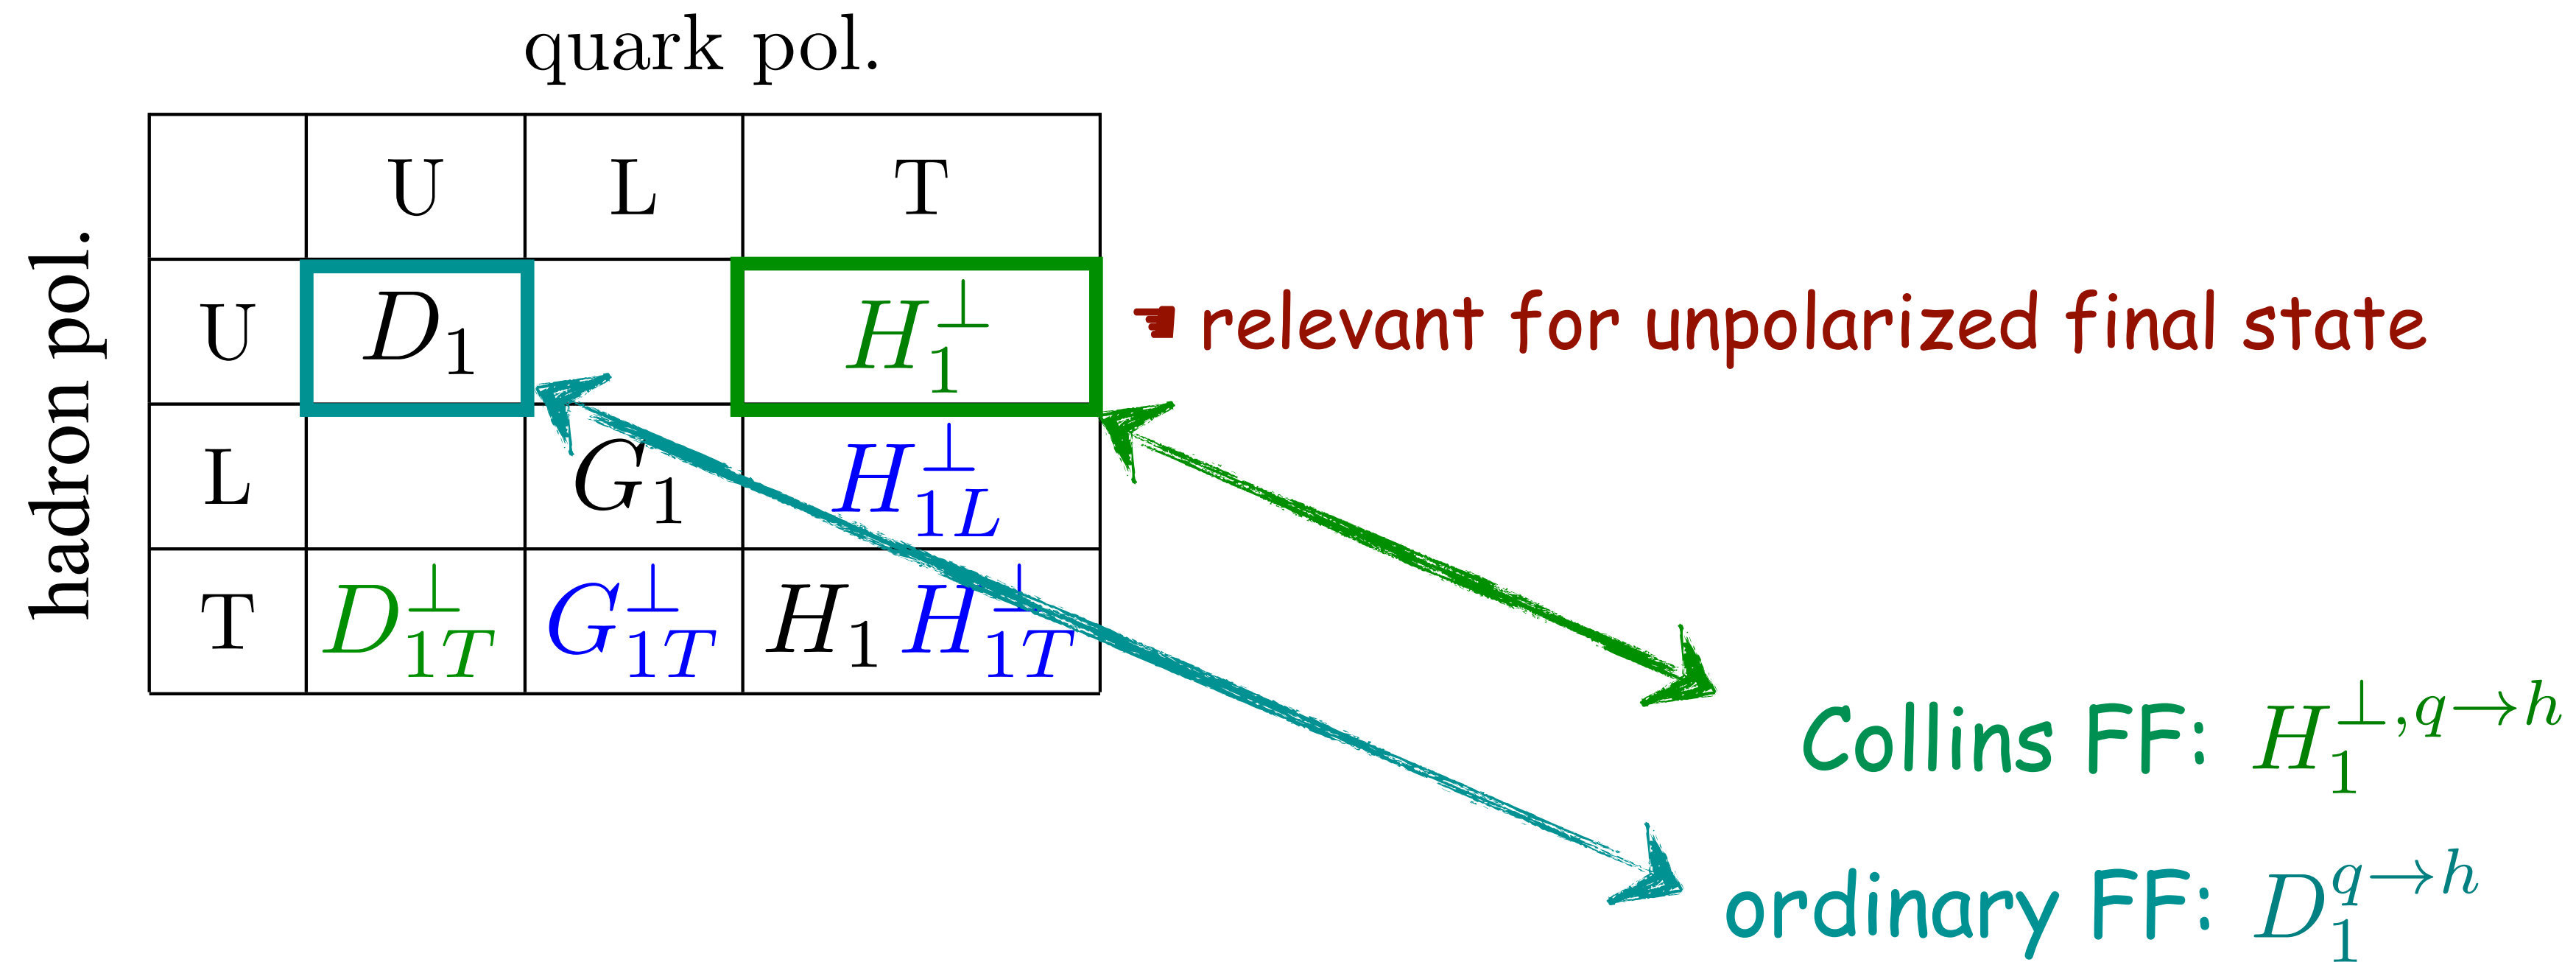 quark pol.
hadron pol.
U L T
U D₁ H₁^⊥ ☚ relevant for unpolarized final state
L G₁ H₁L^⊥
T D₁T^⊥ G₁T^⊥ H₁ H₁T^⊥
Collins FF: H₁^⊥,q→h
ordinary FF: D₁^q→h